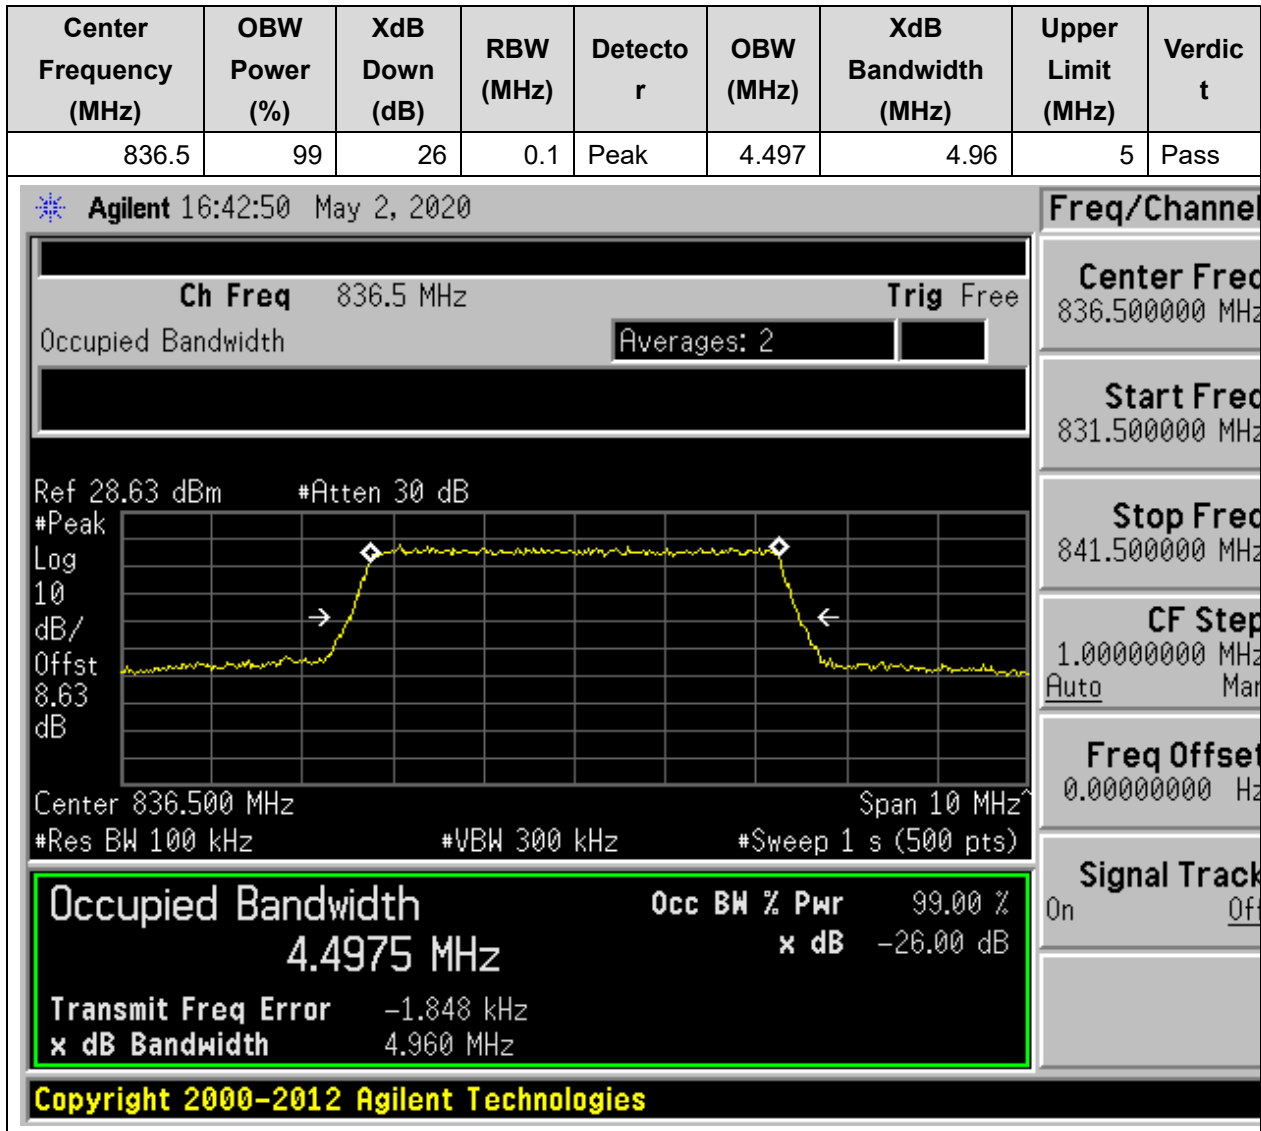 Center Frequency (MHz) OBW Power (%) XdB Down (dB) RBW (MHz) Detector OBW (MHz) XdB Bandwidth (MHz) Upper Limit (MHz) Verdict
836.5 99 26 0.1 Peak 4.497 4.96 5 Pass
Agilent 16:42:50 May 2, 2020
Freq/Channel
Ch Freq 836.5 MHz Trig Free
Occupied Bandwidth Averages: 2
Center Freq
836.500000 MHz
Start Freq
831.500000 MHz
Stop Freq
841.500000 MHz
CF Step
1.00000000 MHz
Auto Man
Freq Offset
0.00000000 Hz
Signal Track
On Off
Ref 28.63 dBm #Atten 30 dB
#Peak
Log
10
dB/
Offst
8.63
dB
Center 836.500 MHz Span 10 MHz^
#Res BW 100 kHz #VBW 300 kHz #Sweep 1 s (500 pts)
Occupied Bandwidth Occ BW % Pwr 99.00 %
4.4975 MHz x dB -26.00 dB
Transmit Freq Error -1.848 kHz
x dB Bandwidth 4.960 MHz
Copyright 2000-2012 Agilent Technologies